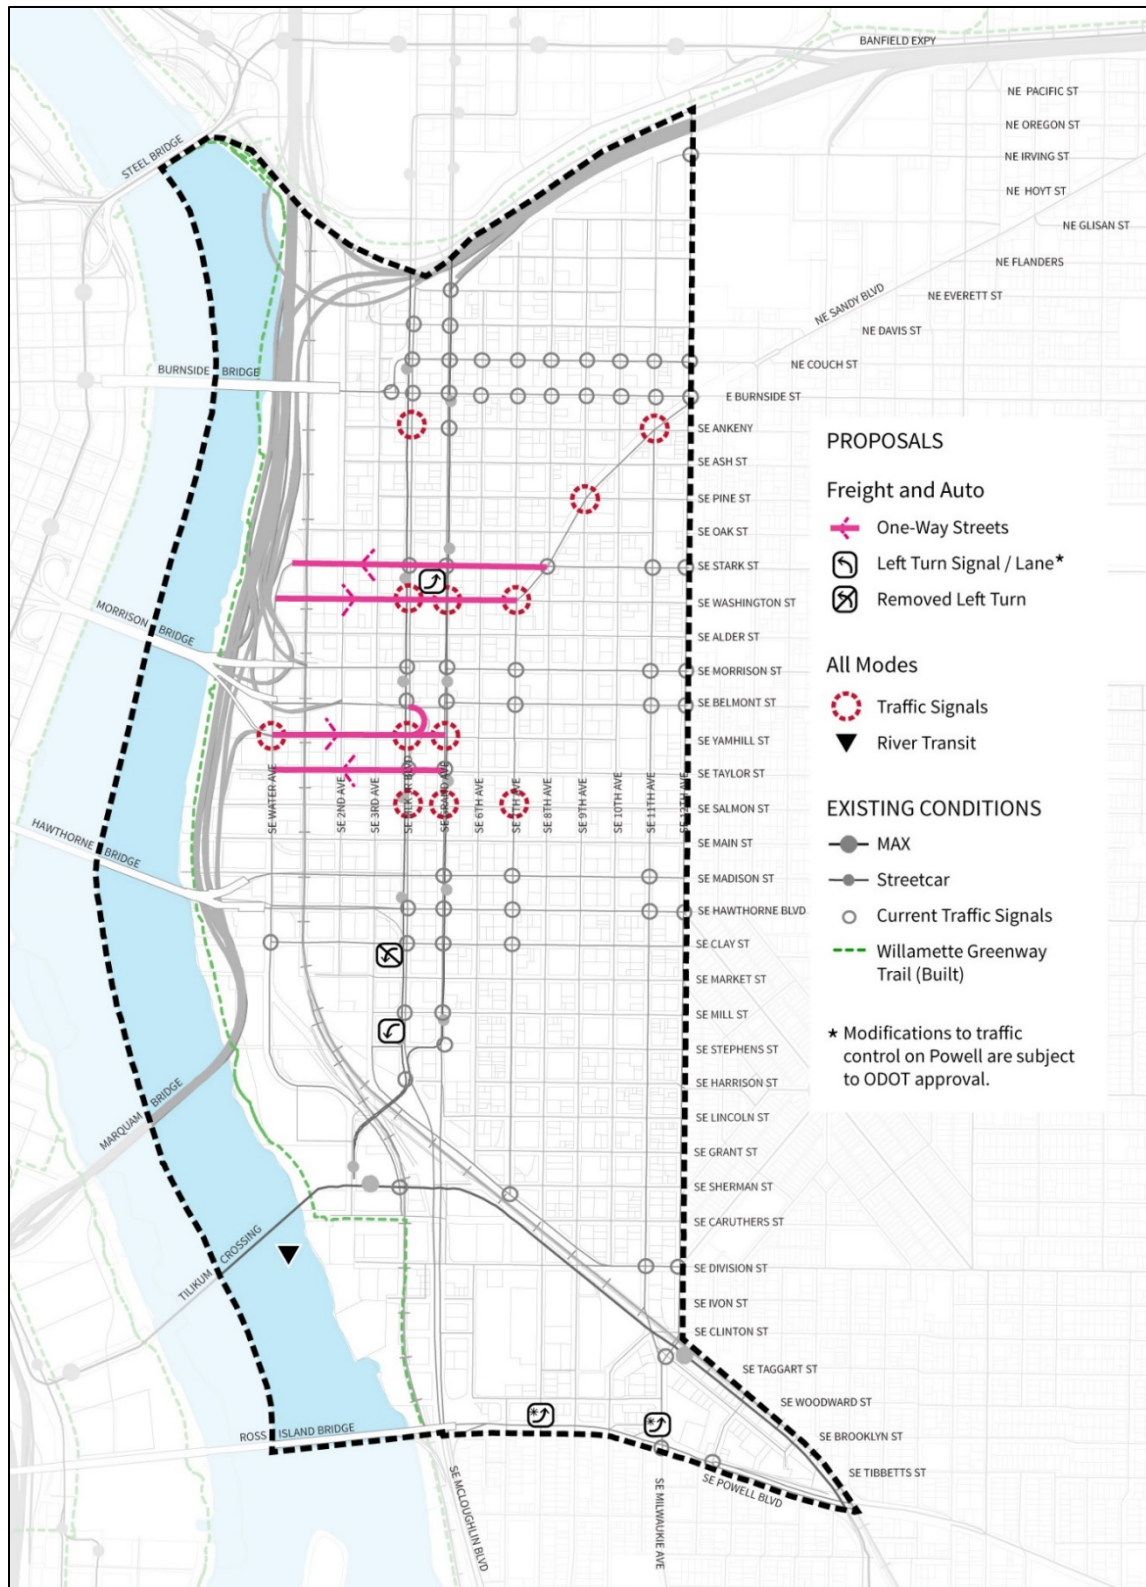 BANFIELD EXPY
NE PACIFIC ST
NE OREGON ST
NE IRVING ST
NE HOYT ST
NE GLISAN ST
NE FLANDERS
NE EVERETT ST
NE SANDY BLVD
NE DAVIS ST
NE COUCH ST
E BURNSIDE ST
STEEL BRIDGE
BURNSIDE BRIDGE
MORRISON BRIDGE
HAWTHORNE BRIDGE
MARQUAM BRIDGE
TILIKUM CROSSING
ROSS ISLAND BRIDGE
SE ANKENY
SE ASH ST
SE PINE ST
SE OAK ST
SE STARK ST
SE WASHINGTON ST
SE ALDER ST
SE MORRISON ST
SE BELMONT ST
SE YAMHILL ST
SE TAYLOR ST
SE SALMON ST
SE MAIN ST
SE MADISON ST
SE HAWTHORNE BLVD
SE CLAY ST
SE MARKET ST
SE MILL ST
SE STEPHENS ST
SE HARRISON ST
SE LINCOLN ST
SE GRANT ST
SE SHERMAN ST
SE CARUTHERS ST
SE DIVISION ST
SE IVON ST
SE CLINTON ST
SE TAGGART ST
SE WOODWARD ST
SE BROOKLYN ST
SE TIBBETTS ST
SE WATER AVE
SE 2ND AVE
SE 3RD AVE
SE GRAND AVE
SE 6TH AVE
SE 7TH AVE
SE 8TH AVE
SE 9TH AVE
SE 10TH AVE
SE 11TH AVE
SE 12TH AVE
SE MCLOUGHLIN BLVD
SE MILWAUKIE AVE
SE POWELL BLVD
PROPOSALS
Freight and Auto
One-Way Streets
Left Turn Signal / Lane*
Removed Left Turn
All Modes
Traffic Signals
River Transit
EXISTING CONDITIONS
MAX
Streetcar
Current Traffic Signals
Willamette Greenway
Trail (Built)
* Modifications to traffic
control on Powell are subject
to ODOT approval.